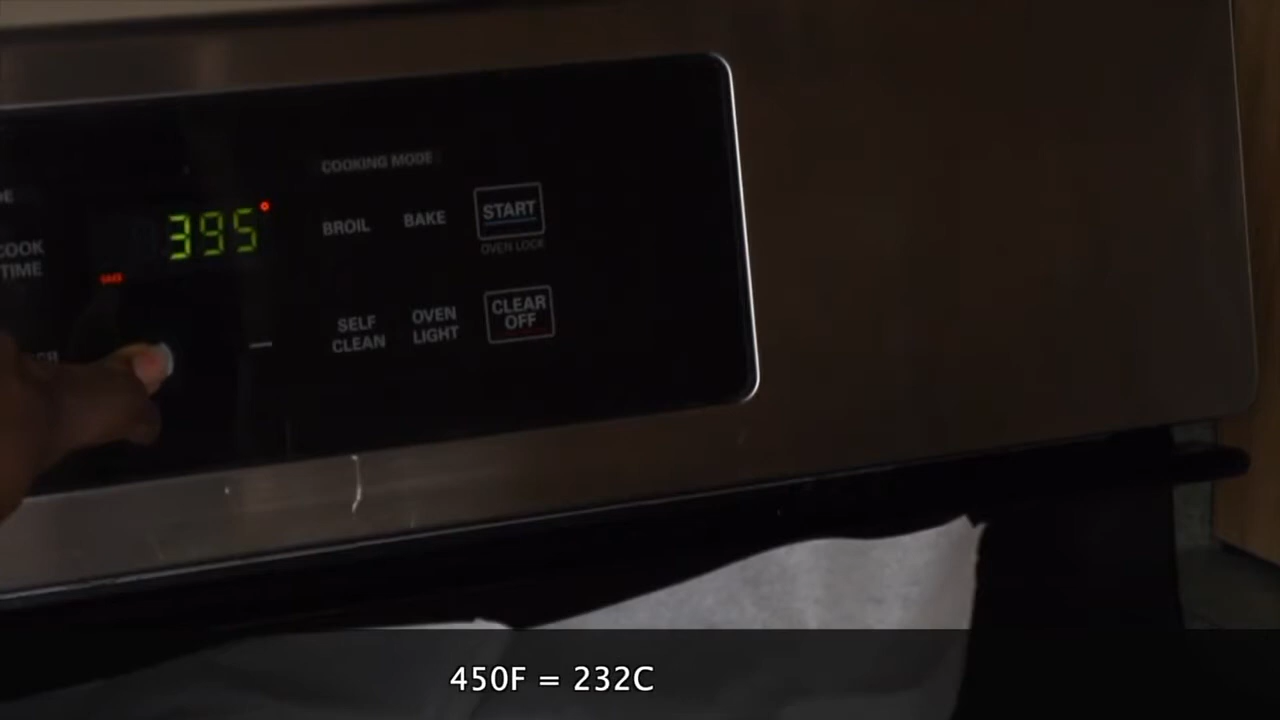 COOKING MODE
COOK
TIME
395°
BROIL
BAKE
START
OVEN LOCK
SELF
CLEAN
OVEN
LIGHT
CLEAR
OFF
450F = 232C